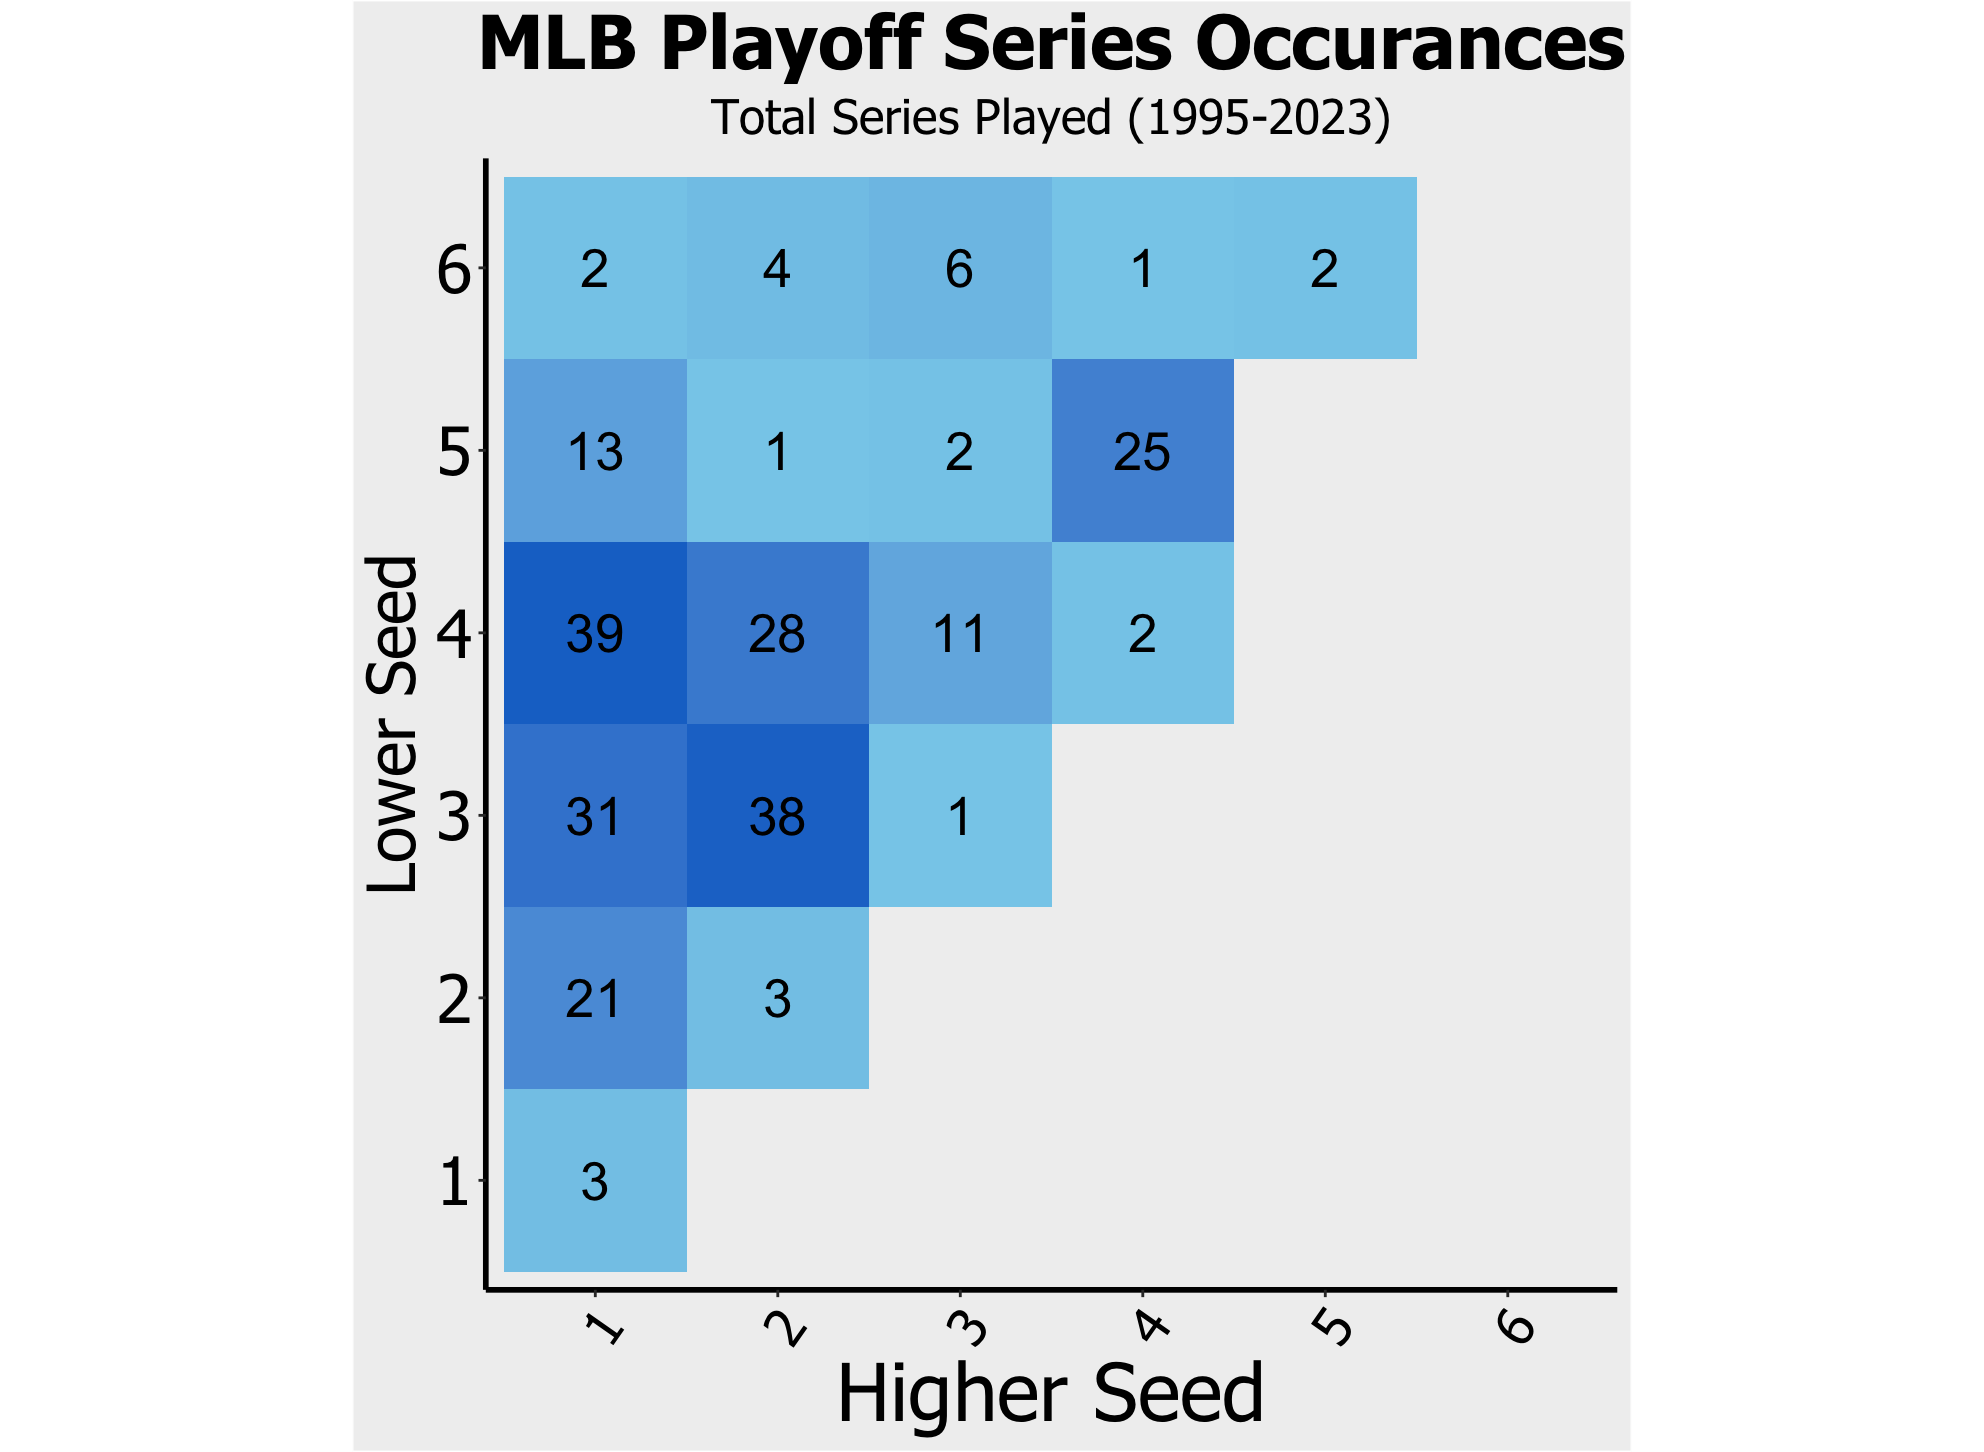 MLB Playoff Series Occurances
Total Series Played (1995-2023)
6 2 4 6 1 2
5 13 1 2 25
4 39 28 11 2
3 31 38 1
2 21 3
1 3
Lower Seed
1 2 3 4 5 6
Higher Seed